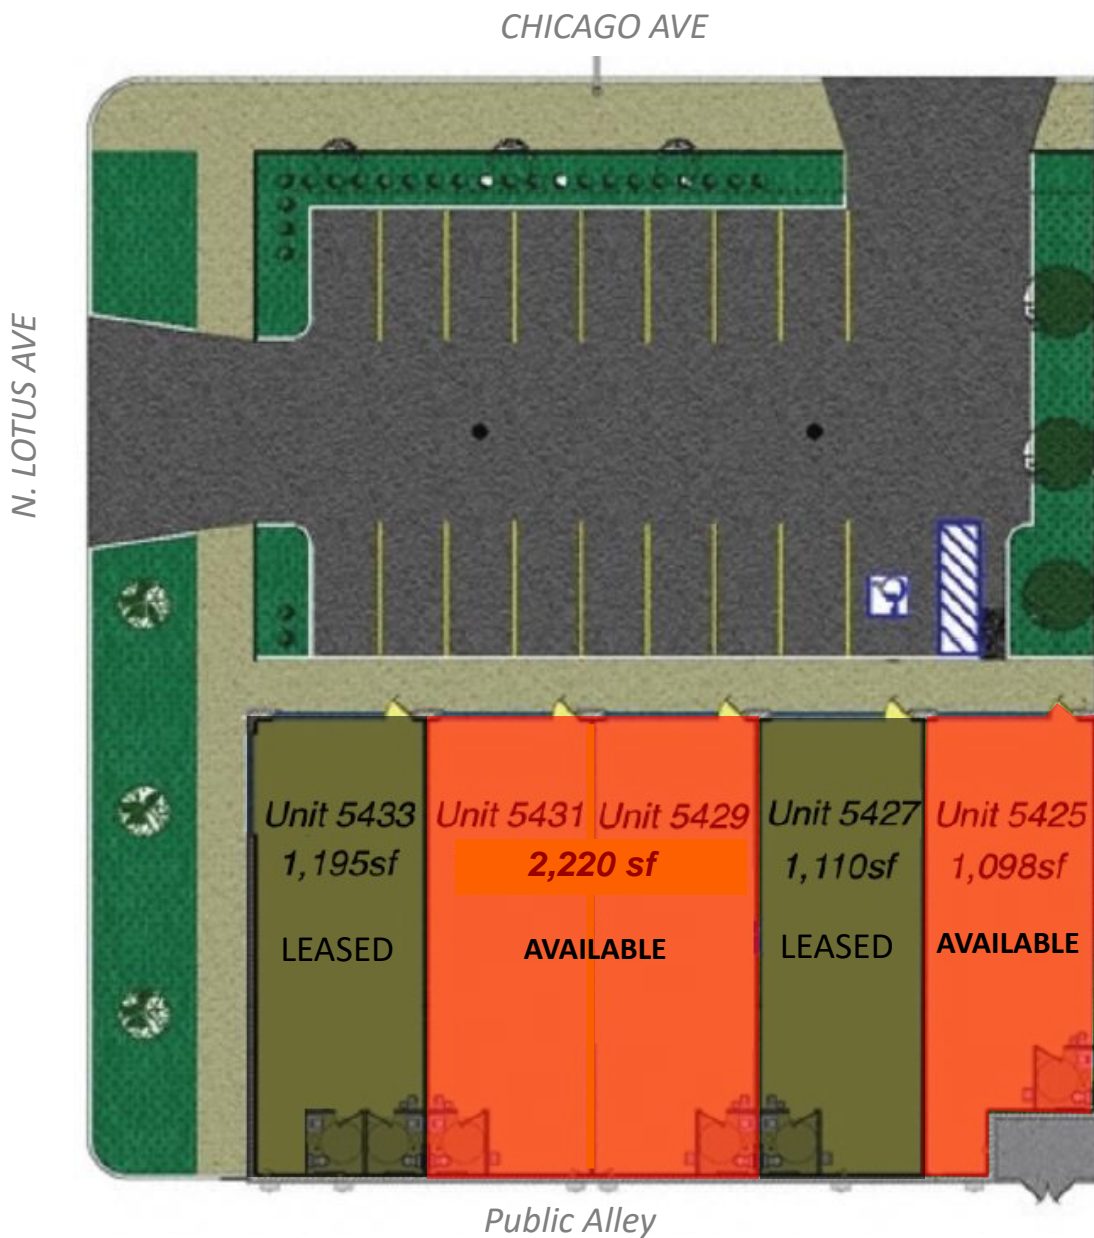 CHICAGO AVE
N. LOTUS AVE
Unit 5433
1,195sf
LEASED
Unit 5431 Unit 5429
2,220 sf
AVAILABLE
Unit 5427
1,110sf
LEASED
Unit 5425
1,098sf
AVAILABLE
Public Alley